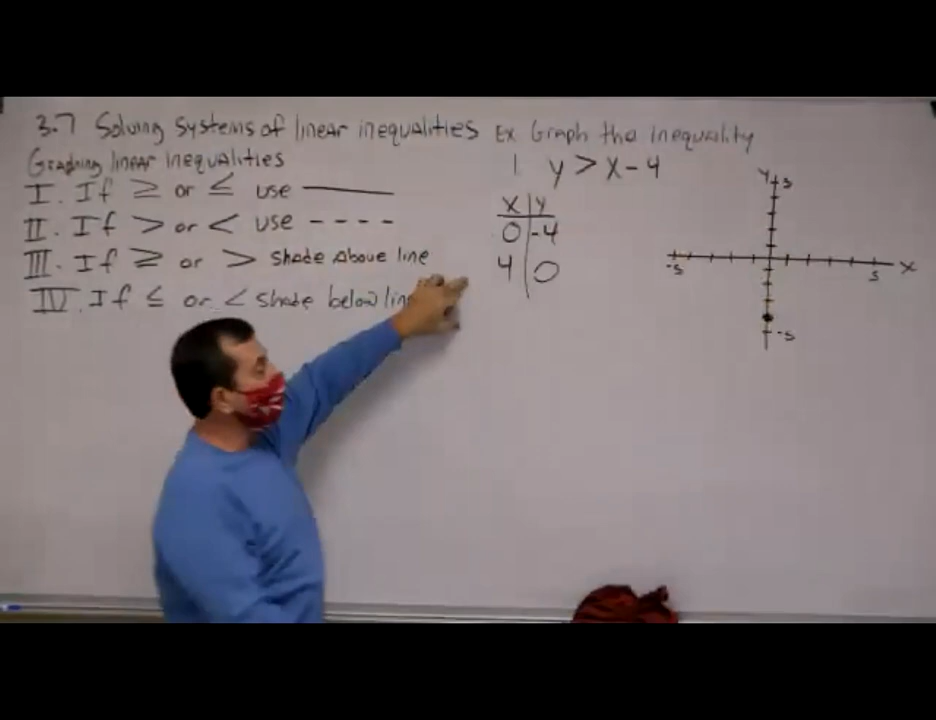 3.7 Solving Systems of linear inequalities
Graphing linear inequalities
I. If ≥ or ≤ use
II. If > or < use - - - -
III. If ≥ or > shade Above line
IV. If ≤ or < shade below line
Ex Graph the inequality
1 y > x - 4
x | y
0 | -4
4 | 0
y 5
-5 5 x
-5